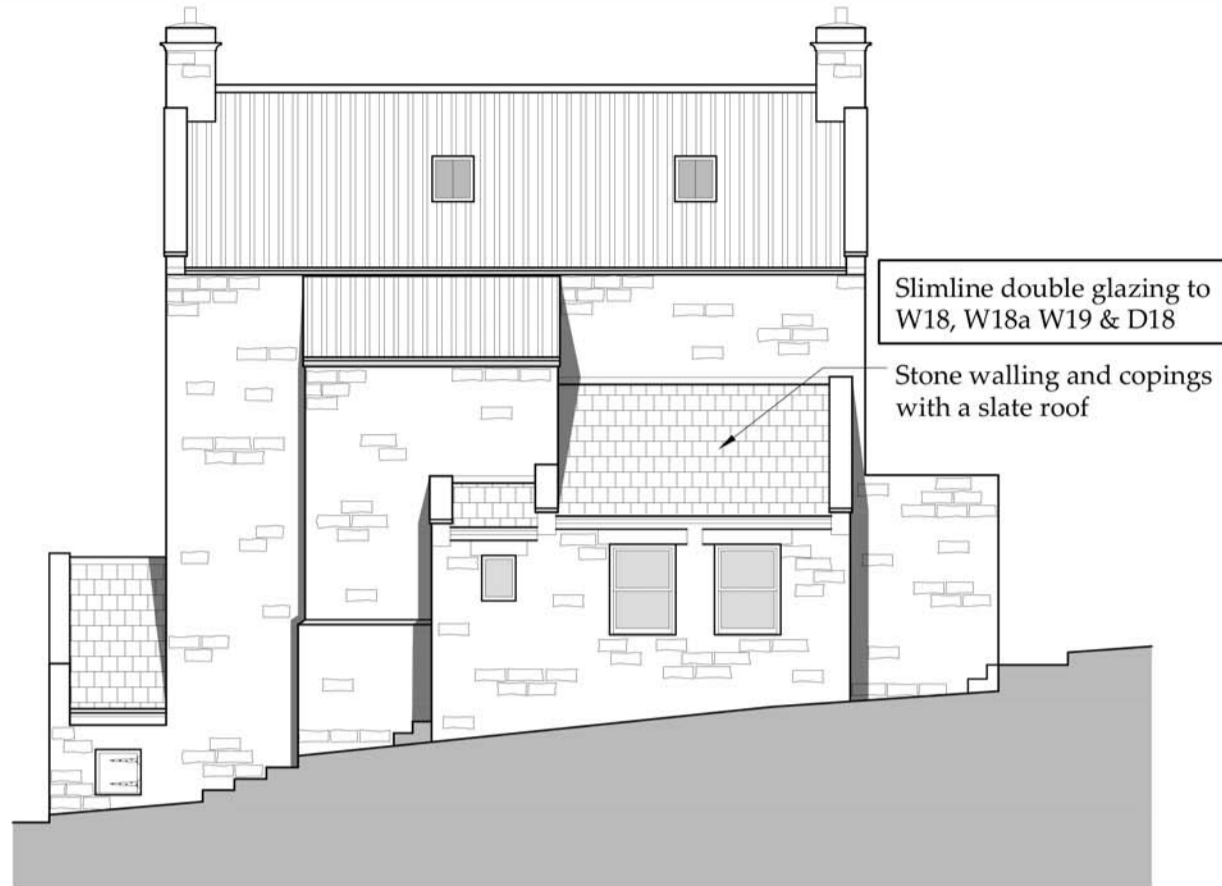 Slimline double glazing to
W18, W18a W19 & D18
Stone walling and copings
with a slate roof